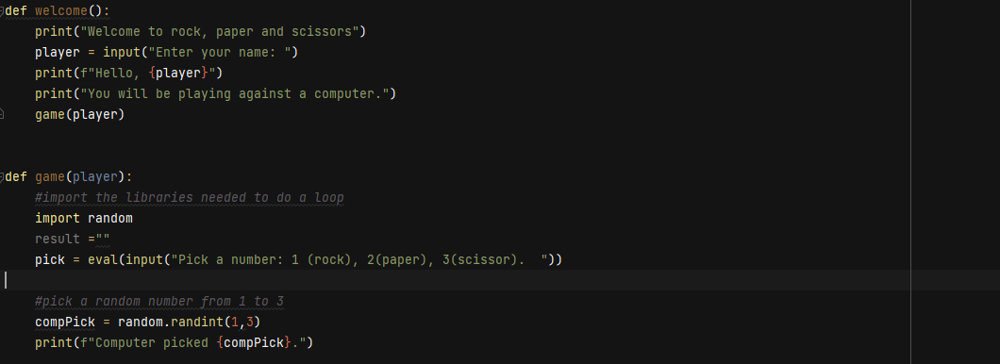 def welcome():
    print("Welcome to rock, paper and scissors")
    player = input("Enter your name: ")
    print(f"Hello, {player}")
    print("You will be playing against a computer.")
    game(player)
def game(player):
    #import the libraries needed to do a loop
    import random
    result =""
    pick = eval(input("Pick a number: 1 (rock), 2(paper), 3(scissor).  "))
    #pick a random number from 1 to 3
    compPick = random.randint(1,3)
    print(f"Computer picked {compPick}.")